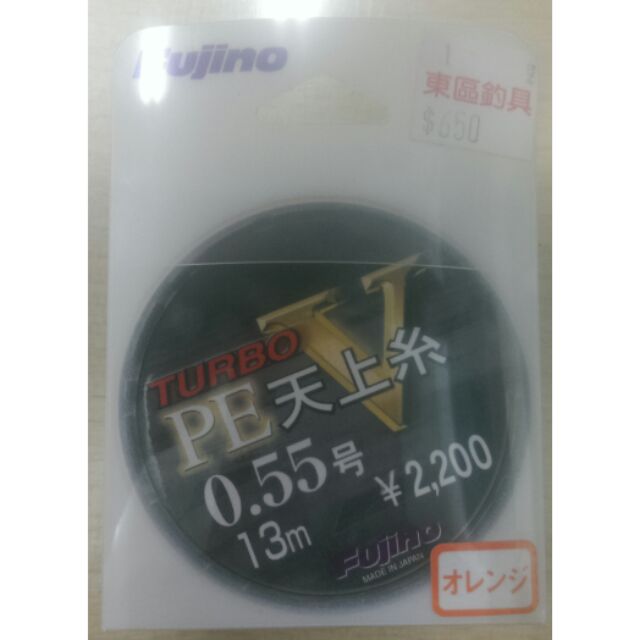 Fujino
東區釣具
$650
V
TURBO
PE天上糸
0.55号
¥2,200
13m
Fujino
MADE IN JAPAN
オレンジ